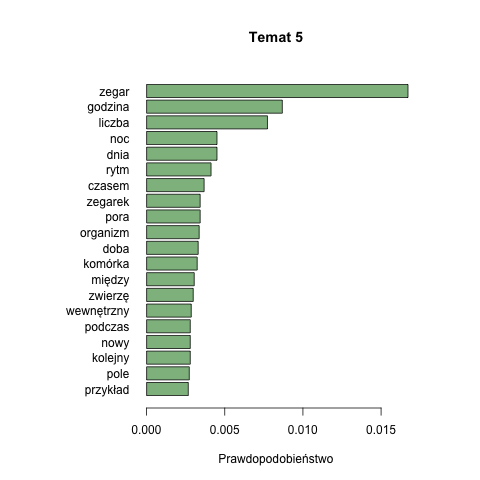 Temat 5
zegar
godzina
liczba
noc
dnia
rytm
czasem
zegarek
pora
organizm
doba
komórka
między
zwierzę
wewnętrzny
podczas
nowy
kolejny
pole
przykład
0.000 0.005 0.010 0.015
Prawdopodobieństwo